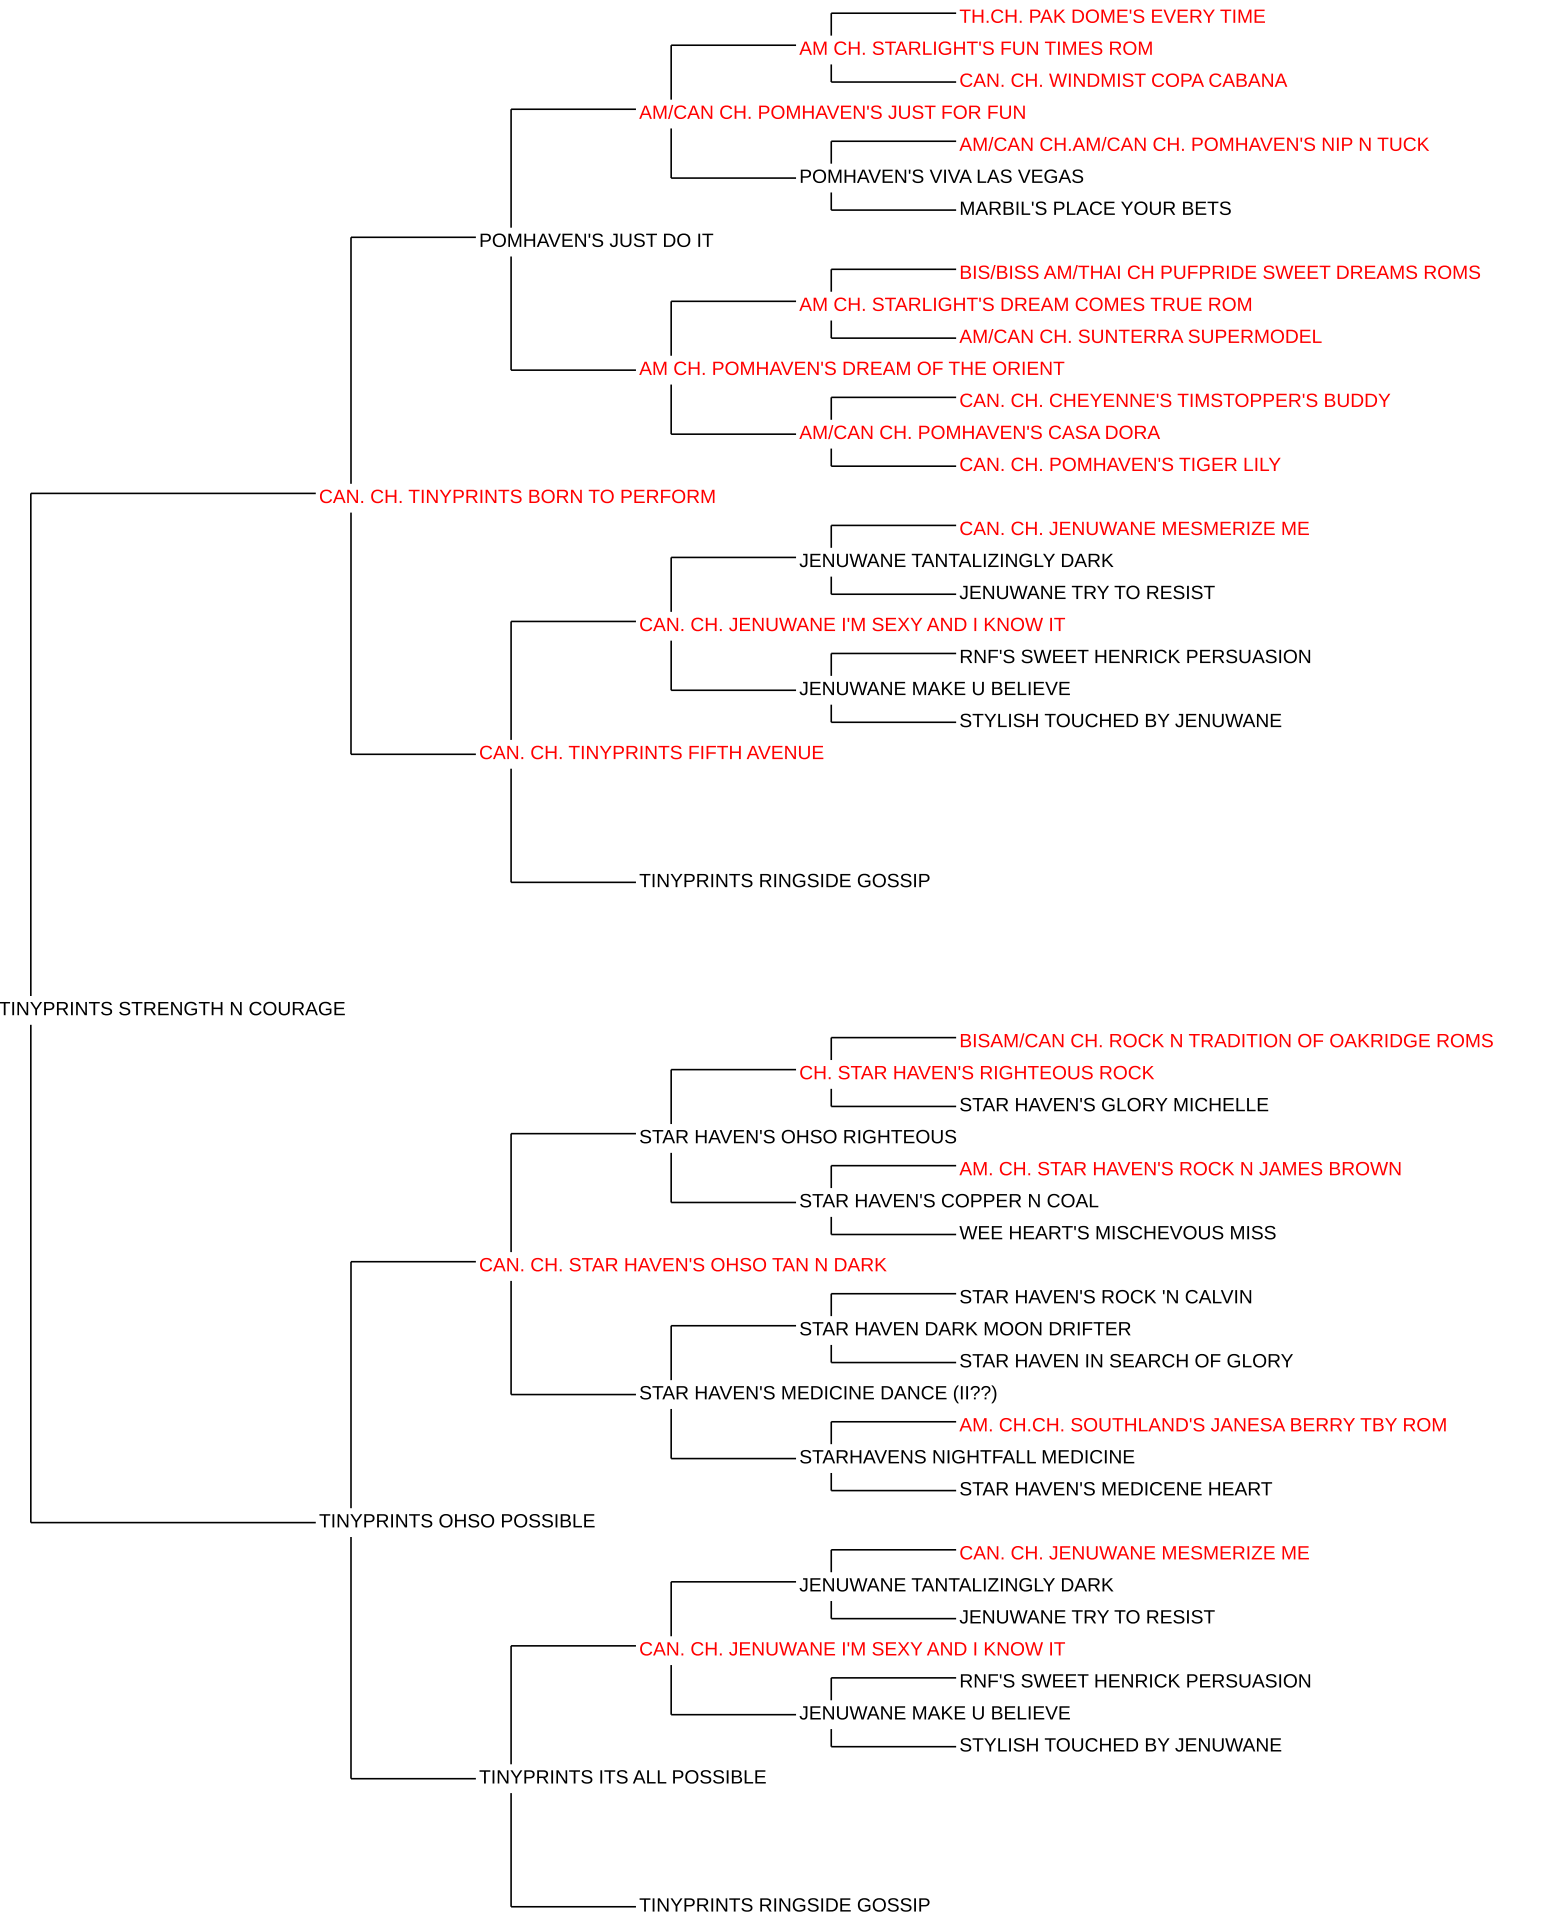 TH.CH. PAK DOME'S EVERY TIME
AM CH. STARLIGHT'S FUN TIMES ROM
CAN. CH. WINDMIST COPA CABANA
AM/CAN CH. POMHAVEN'S JUST FOR FUN
AM/CAN CH.AM/CAN CH. POMHAVEN'S NIP N TUCK
POMHAVEN'S VIVA LAS VEGAS
MARBIL'S PLACE YOUR BETS
POMHAVEN'S JUST DO IT
BIS/BISS AM/THAI CH PUFPRIDE SWEET DREAMS ROMS
AM CH. STARLIGHT'S DREAM COMES TRUE ROM
AM/CAN CH. SUNTERRA SUPERMODEL
AM CH. POMHAVEN'S DREAM OF THE ORIENT
CAN. CH. CHEYENNE'S TIMSTOPPER'S BUDDY
AM/CAN CH. POMHAVEN'S CASA DORA
CAN. CH. POMHAVEN'S TIGER LILY
CAN. CH. TINYPRINTS BORN TO PERFORM
CAN. CH. JENUWANE MESMERIZE ME
JENUWANE TANTALIZINGLY DARK
JENUWANE TRY TO RESIST
CAN. CH. JENUWANE I'M SEXY AND I KNOW IT
RNF'S SWEET HENRICK PERSUASION
JENUWANE MAKE U BELIEVE
STYLISH TOUCHED BY JENUWANE
CAN. CH. TINYPRINTS FIFTH AVENUE
TINYPRINTS RINGSIDE GOSSIP
TINYPRINTS STRENGTH N COURAGE
BISAM/CAN CH. ROCK N TRADITION OF OAKRIDGE ROMS
CH. STAR HAVEN'S RIGHTEOUS ROCK
STAR HAVEN'S GLORY MICHELLE
STAR HAVEN'S OHSO RIGHTEOUS
AM. CH. STAR HAVEN'S ROCK N JAMES BROWN
STAR HAVEN'S COPPER N COAL
WEE HEART'S MISCHEVOUS MISS
CAN. CH. STAR HAVEN'S OHSO TAN N DARK
STAR HAVEN'S ROCK 'N CALVIN
STAR HAVEN DARK MOON DRIFTER
STAR HAVEN IN SEARCH OF GLORY
STAR HAVEN'S MEDICINE DANCE (II??)
AM. CH.CH. SOUTHLAND'S JANESA BERRY TBY ROM
STARHAVENS NIGHTFALL MEDICINE
STAR HAVEN'S MEDICENE HEART
TINYPRINTS OHSO POSSIBLE
CAN. CH. JENUWANE MESMERIZE ME
JENUWANE TANTALIZINGLY DARK
JENUWANE TRY TO RESIST
CAN. CH. JENUWANE I'M SEXY AND I KNOW IT
RNF'S SWEET HENRICK PERSUASION
JENUWANE MAKE U BELIEVE
STYLISH TOUCHED BY JENUWANE
TINYPRINTS ITS ALL POSSIBLE
TINYPRINTS RINGSIDE GOSSIP